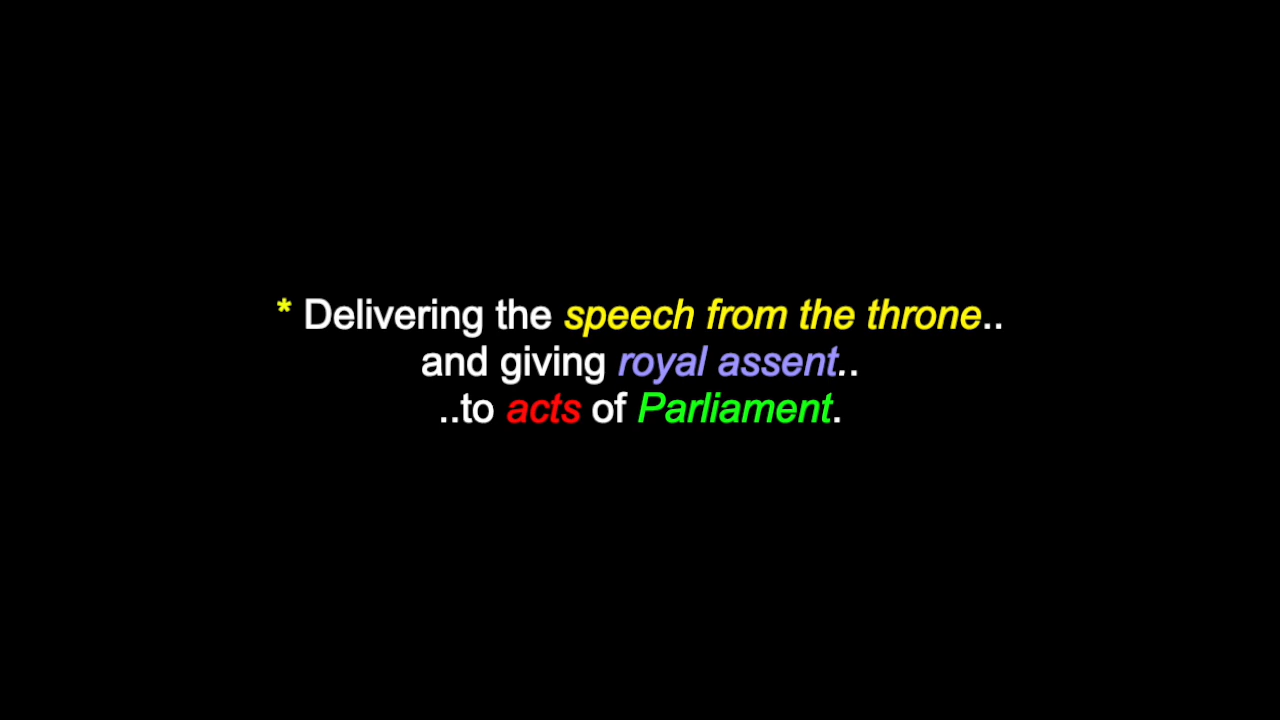 * Delivering the speech from the throne..
and giving royal assent..
..to acts of Parliament.